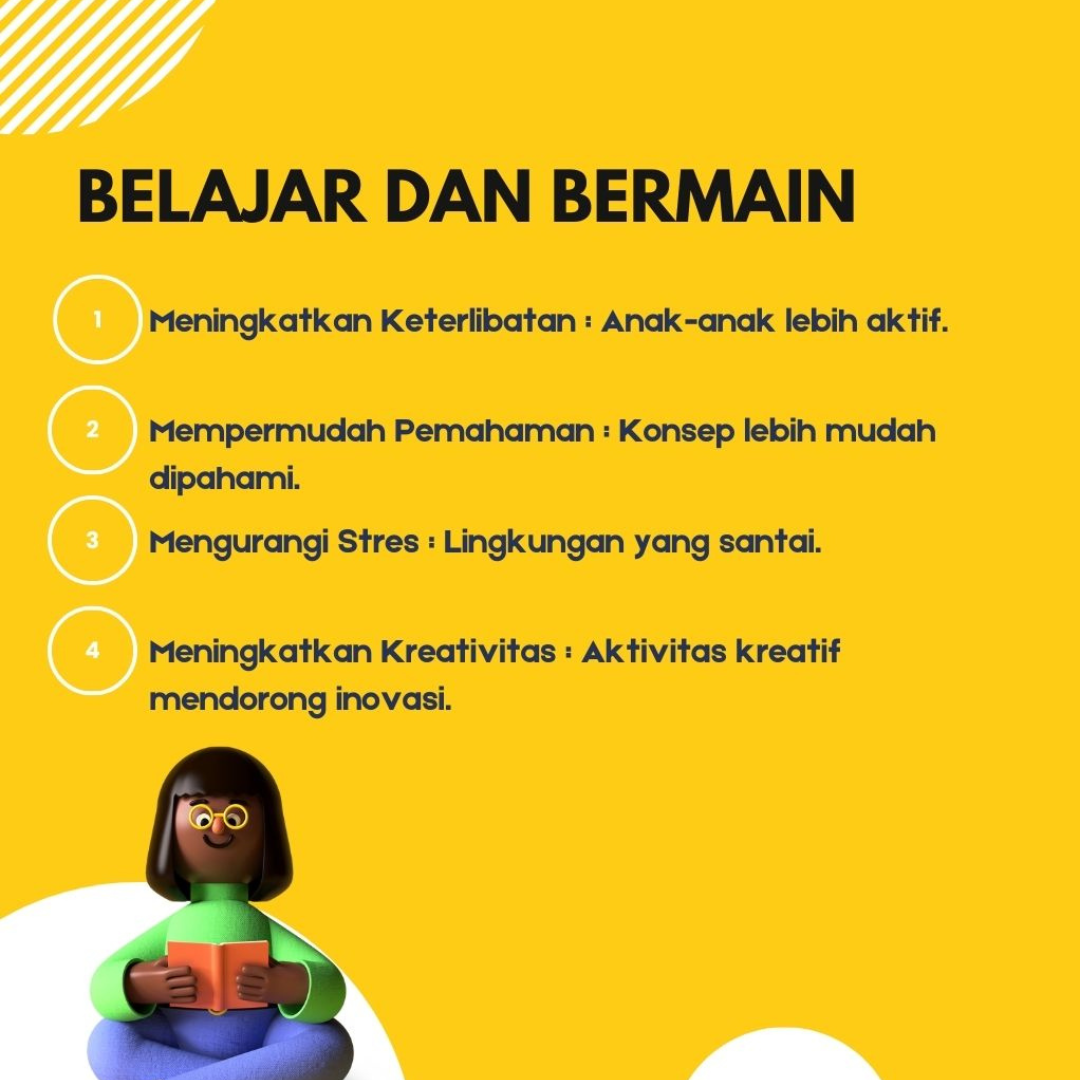 BELAJAR DAN BERMAIN
1 Meningkatkan Keterlibatan : Anak-anak lebih aktif.
2 Mempermudah Pemahaman : Konsep lebih mudah
dipahami.
3 Mengurangi Stres : Lingkungan yang santai.
4 Meningkatkan Kreativitas : Aktivitas kreatif
mendorong inovasi.